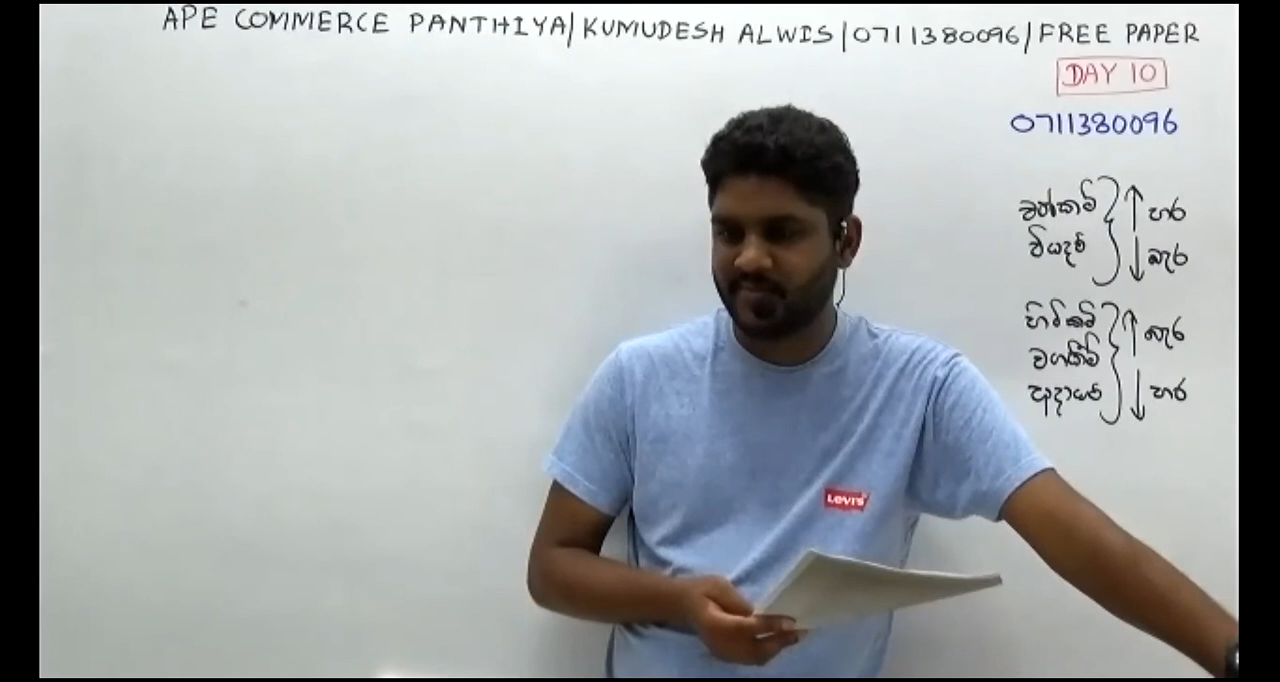 APE COMMERCE PANTHIYA/KUMUDESH ALWIS/0711380096/FREE PAPER
DAY 10
0711380096
වත්කම් ↑ හර
වියදම් ↓ බැර
හිමිකම් ↑ බැර
වගකීම්
ආදායම් ↓ හර
Levi's